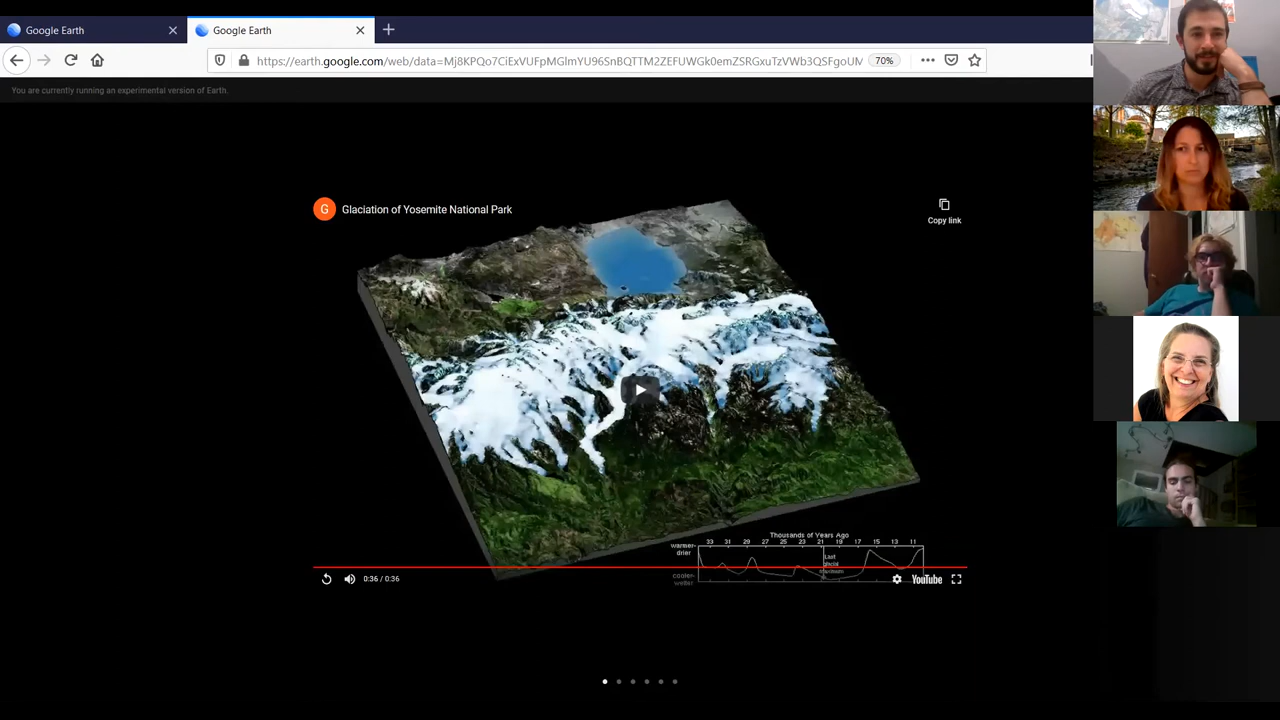 Google Earth
Google Earth
https://earth.google.com/web/data=Mj8KPQo7CiExVUFpMGlmYU96SnBQTTM2ZEFUWGk0emZSRGxuTzVWb3QSFgoUM
70%
You are currently running an experimental version of Earth.
G
Glaciation of Yosemite National Park
Copy link
Thousands of Years Ago
33 31 29 27 25 23 21 19 17 15 13 11
warmer-
drier
Last
glacial
maximum
cooler-
wetter
0:36 / 0:36
YouTube